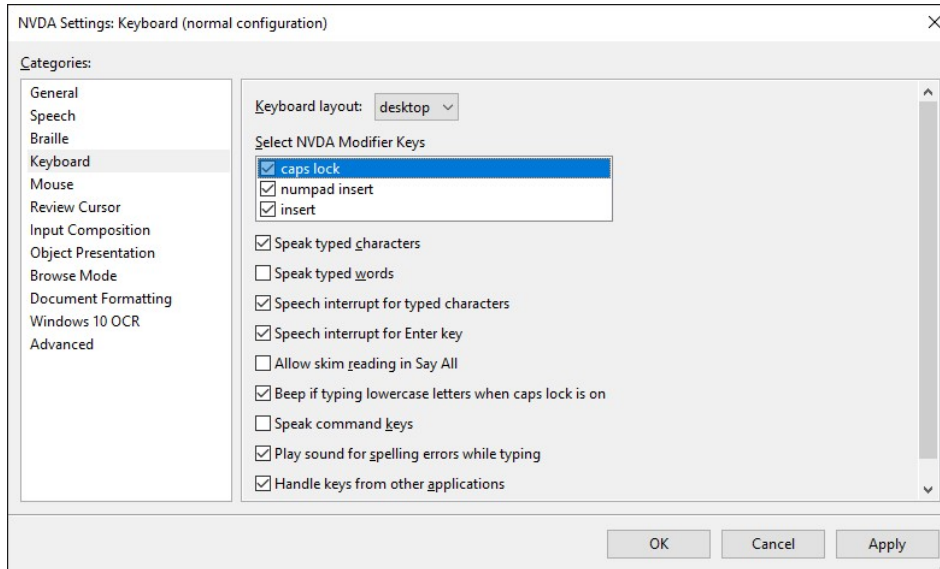 NVDA Settings: Keyboard (normal configuration)
Categories:
General
Speech
Braille
Keyboard
Mouse
Review Cursor
Input Composition
Object Presentation
Browse Mode
Document Formatting
Windows 10 OCR
Advanced
Keyboard layout: desktop
Select NVDA Modifier Keys
caps lock
numpad insert
insert
Speak typed characters
Speak typed words
Speech interrupt for typed characters
Speech interrupt for Enter key
Allow skim reading in Say All
Beep if typing lowercase letters when caps lock is on
Speak command keys
Play sound for spelling errors while typing
Handle keys from other applications
OK Cancel Apply